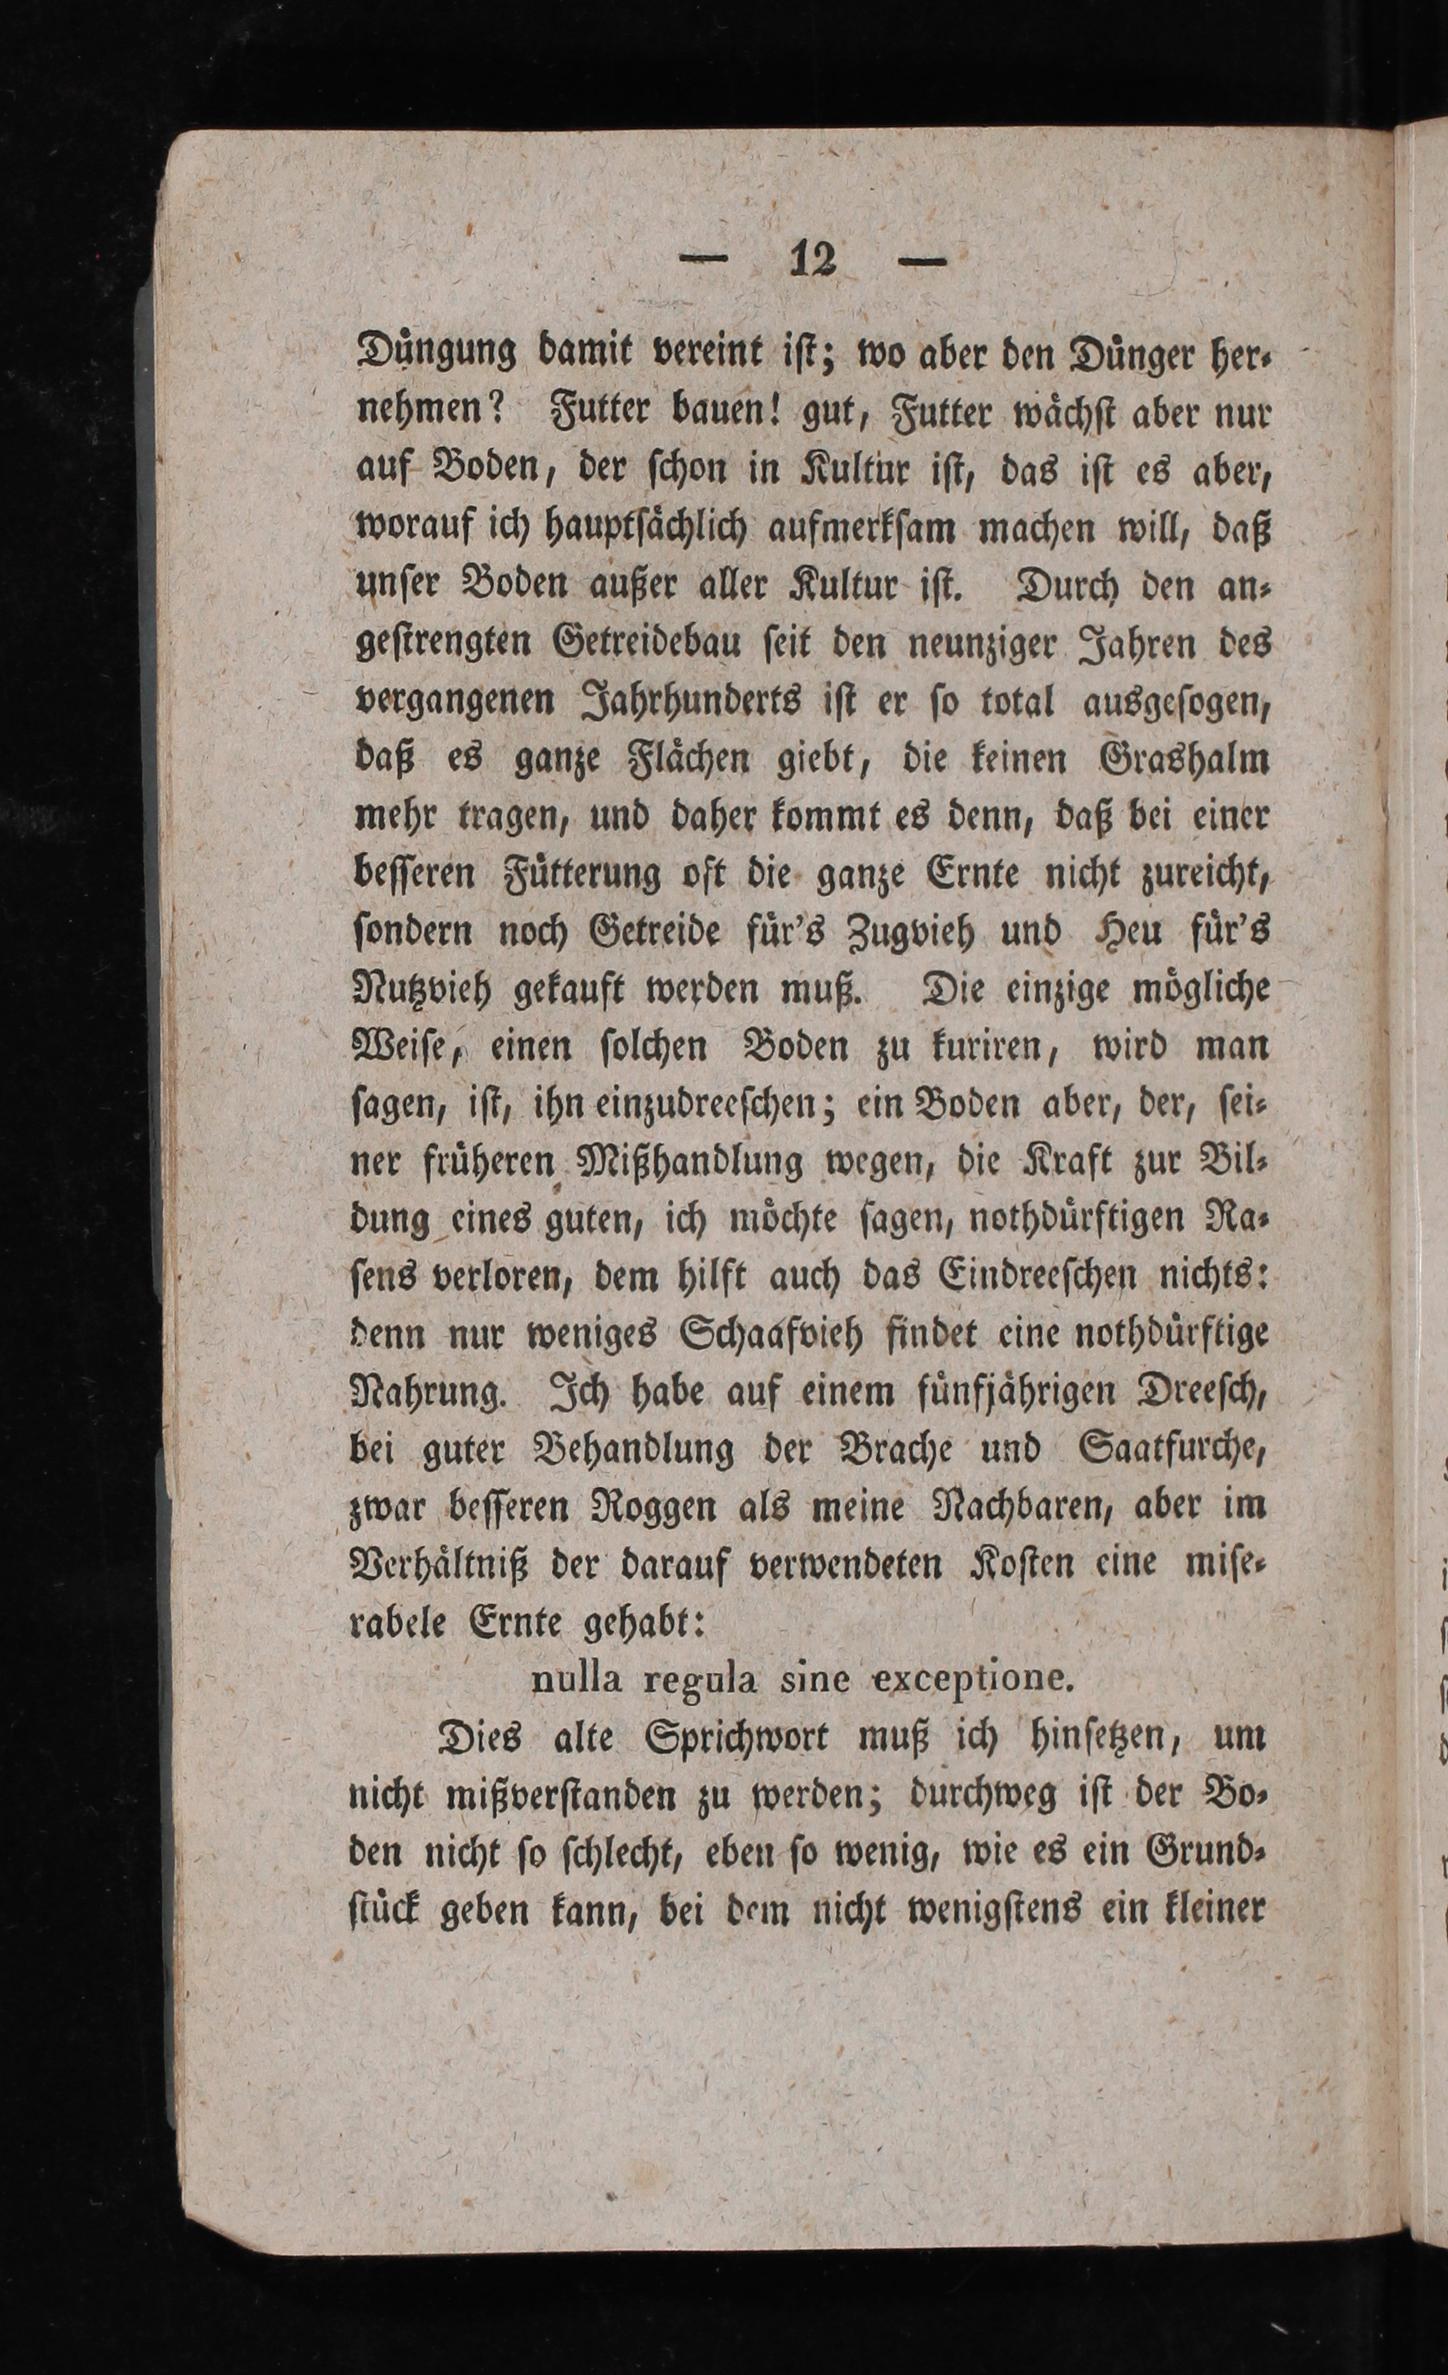 — 12 —
Düngung damit vereint ist; wo aber den Dünger her-
nehmen? Futter bauen! gut, Futter wächst aber nur
auf Boden, der schon in Kultur ist, das ist es aber,
worauf ich hauptsächlich aufmerksam machen will, daß
unser Boden außer aller Kultur ist. Durch den an-
gestrengten Getreidebau seit den neunziger Jahren des
vergangenen Jahrhunderts ist er so total ausgesogen,
daß es ganze Flächen giebt, die keinen Grashalm
mehr tragen, und daher kommt es denn, daß bei einer
besseren Fütterung oft die ganze Ernte nicht zureicht,
sondern noch Getreide für's Zugvieh und Heu für's
Nutzvieh gekauft werden muß. Die einzige mögliche
Weise, einen solchen Boden zu kuriren, wird man
sagen, ist, ihn einzudreeschen; ein Boden aber, der, sei-
ner früheren Mißhandlung wegen, die Kraft zur Bil-
dung eines guten, ich möchte sagen, nothdürftigen Ra-
sens verloren, dem hilft auch das Eindreeschen nichts:
denn nur weniges Schaafvieh findet eine nothdürftige
Nahrung. Ich habe auf einem fünfjährigen Dreesch,
bei guter Behandlung der Brache und Saatfurche,
zwar besseren Roggen als meine Nachbaren, aber im
Verhältniß der darauf verwendeten Kosten eine mise-
rabele Ernte gehabt:
nulla regula sine exceptione.
Dies alte Sprichwort muß ich hinsetzen, um
nicht mißverstanden zu werden; durchweg ist der Bo-
den nicht so schlecht, eben so wenig, wie es ein Grund-
stück geben kann, bei dem nicht wenigstens ein kleiner